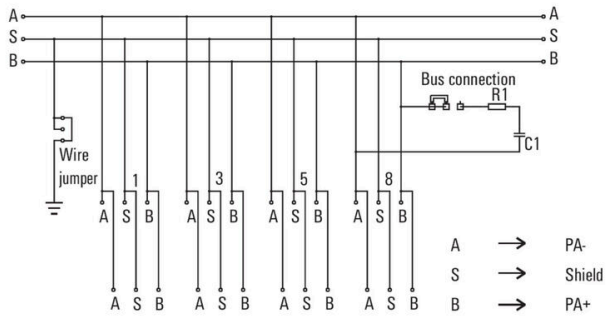 A A
S S
B B
Bus connection
R1
C1
Wire
jumper
1 3 5 8
A S B A S B A S B A S B
A S B A S B A S B A S B
A → PA-
S → Shield
B → PA+